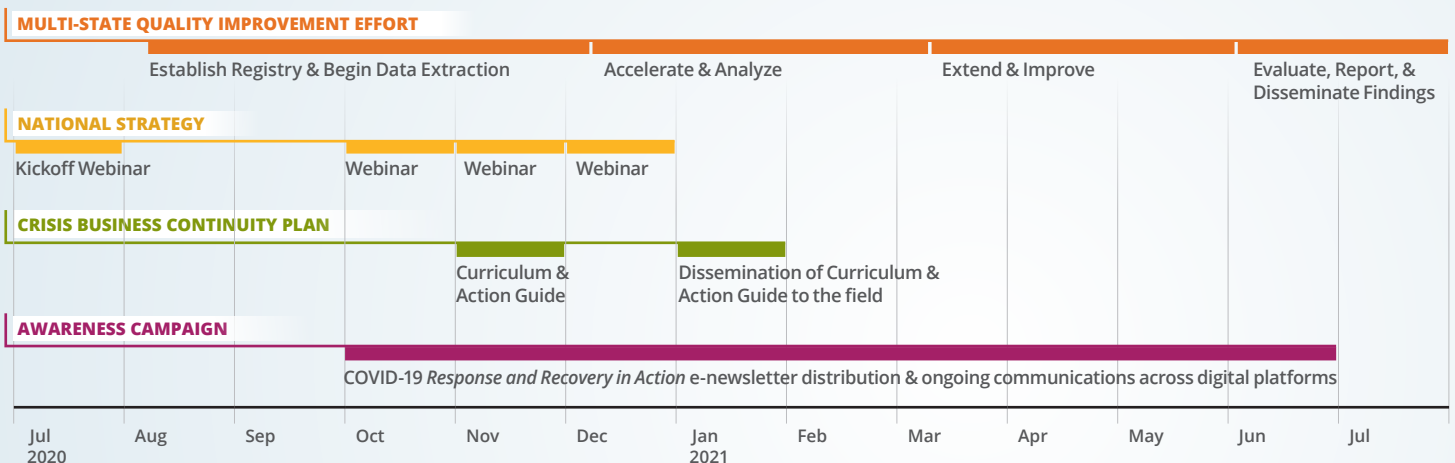 MULTI-STATE QUALITY IMPROVEMENT EFFORT
Establish Registry & Begin Data Extraction
Accelerate & Analyze
Extend & Improve
Evaluate, Report, &
Disseminate Findings
NATIONAL STRATEGY
Kickoff Webinar
Webinar
Webinar
Webinar
CRISIS BUSINESS CONTINUITY PLAN
Curriculum &
Action Guide
Dissemination of Curriculum &
Action Guide to the field
AWARENESS CAMPAIGN
COVID-19 Response and Recovery in Action e-newsletter distribution & ongoing communications across digital platforms
Jul
2020
Aug
Sep
Oct
Nov
Dec
Jan
2021
Feb
Mar
Apr
May
Jun
Jul